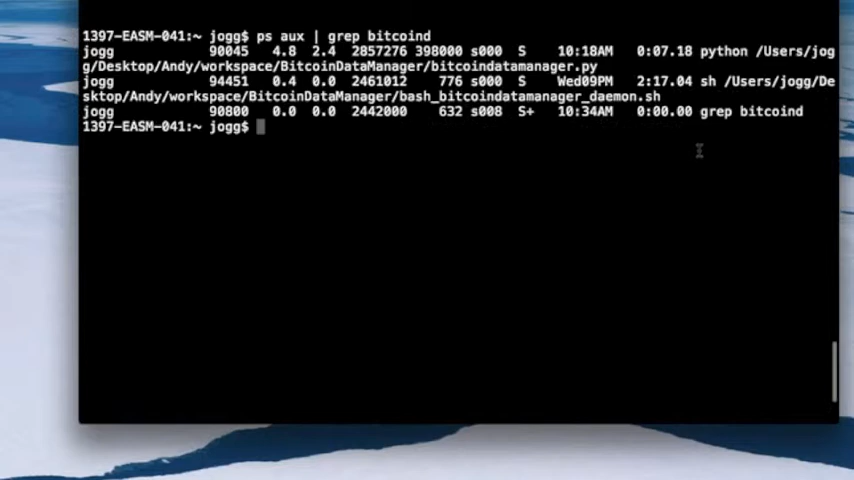 1397-EASM-041:~ jogg$ ps aux | grep bitcoind
jogg 90045 4.8 2.4 2857276 398000 s000 S 10:18AM 0:07.18 python /Users/jog
g/Desktop/Andy/workspace/BitcoinDataManager/bitcoindatamanager.py
jogg 94451 0.4 0.0 2461012 776 s000 S Wed09PM 2:17.04 sh /Users/jogg/De
sktop/Andy/workspace/BitcoinDataManager/bash_bitcoindatamanager_daemon.sh
jogg 90800 0.0 0.0 2442000 632 s008 S+ 10:34AM 0:00.00 grep bitcoind
1397-EASM-041:~ jogg$